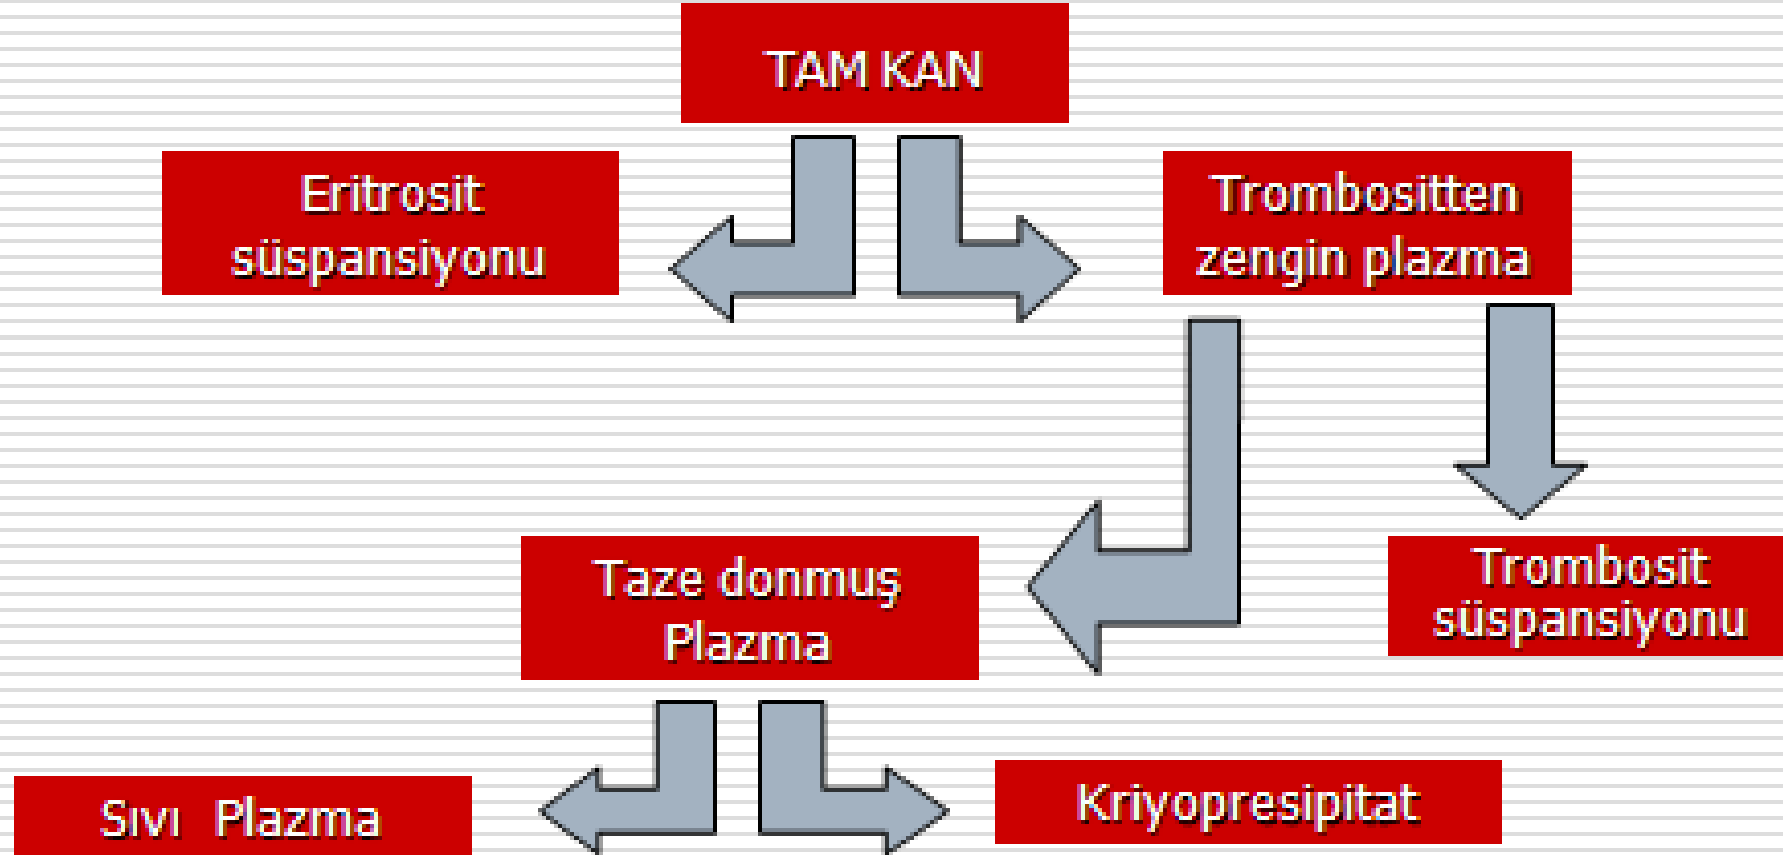 TAM KAN
Eritrosit
süspansiyonu
Trombositten
zengin plazma
Taze donmuş
Plazma
Trombosit
süspansiyonu
Sıvı Plazma
Kriyopresipitat